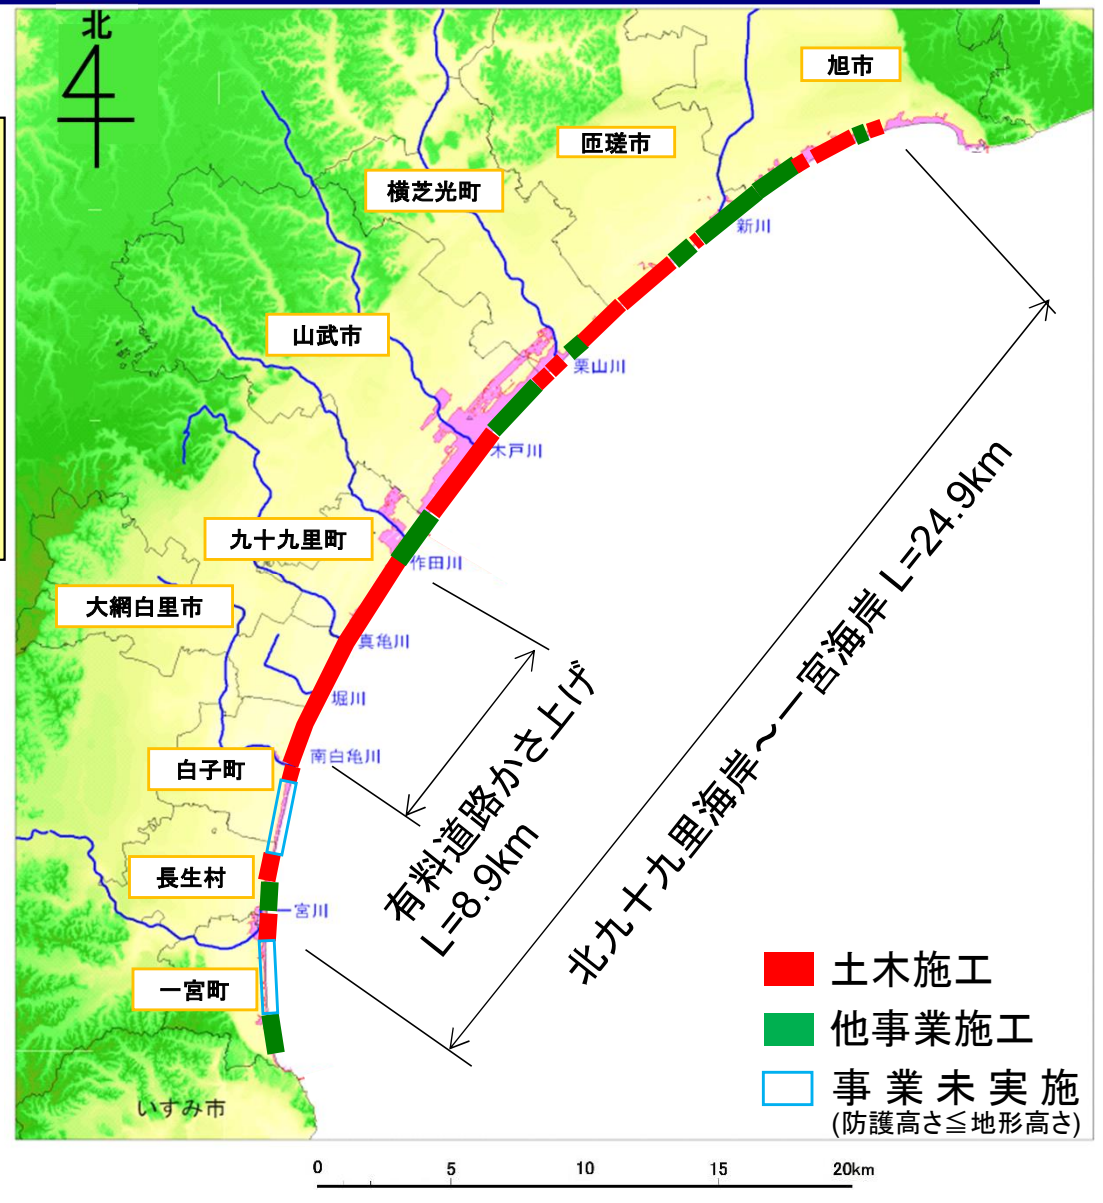 北
旭市
匝瑳市
横芝光町
新川
山武市
栗山川
木戸川
九十九里町
作田川
大網白里市
真亀川
堀川
南白亀川
白子町
有料道路かさ上げ
L=8.9km
北九十九里海岸～一宮海岸 L=24.9km
長生村
一宮川
一宮町
いすみ市
土木施工
他事業施工
事業未実施
(防護高さ≦地形高さ)
0 5 10 15 20km